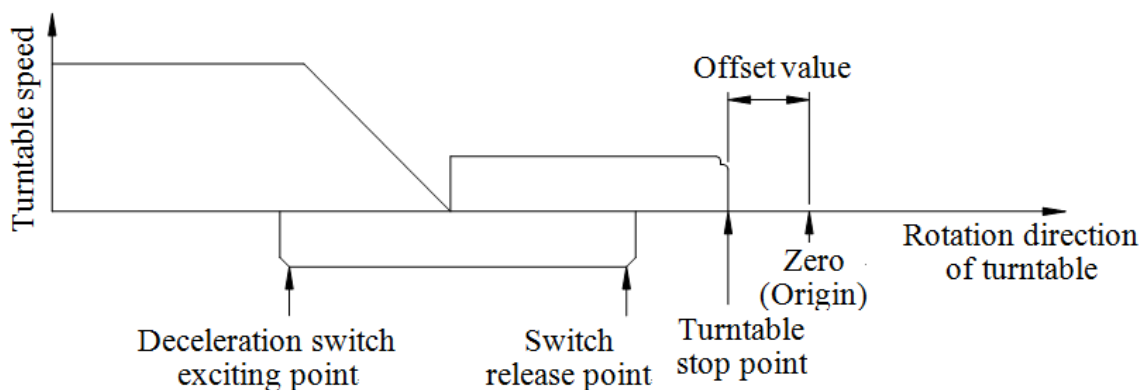 Turntable speed
Offset value
Rotation direction
of turntable
Zero
(Origin)
Deceleration switch
exciting point
Switch
release point
Turntable
stop point